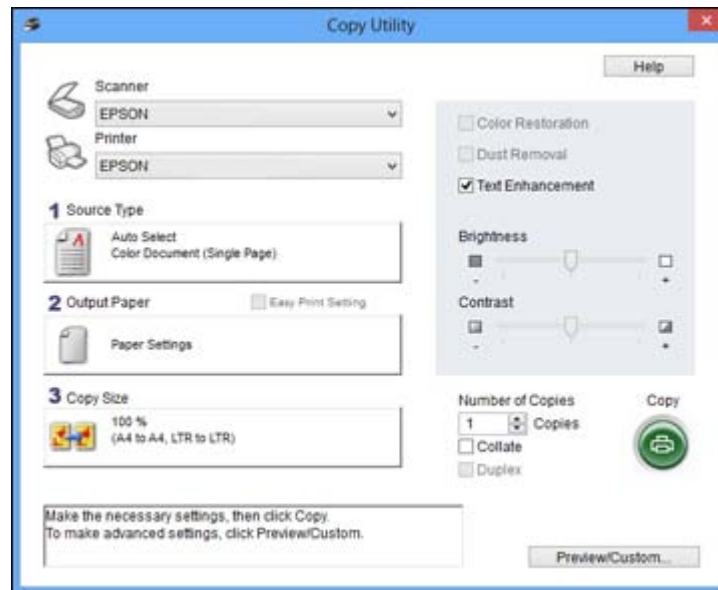 Copy Utility
Help
Scanner
EPSON
Printer
EPSON
1 Source Type
Auto Select
Color Document (Single Page)
2 Output Paper
Easy Print Setting
Paper Settings
3 Copy Size
100 %
(A4 to A4, LTR to LTR)
Color Restoration
Dust Removal
Text Enhancement
Brightness
- +
Contrast
- +
Number of Copies
1 Copies
Collate
Duplex
Copy
Make the necessary settings, then click Copy.
To make advanced settings, click Preview/Custom.
Preview/Custom...